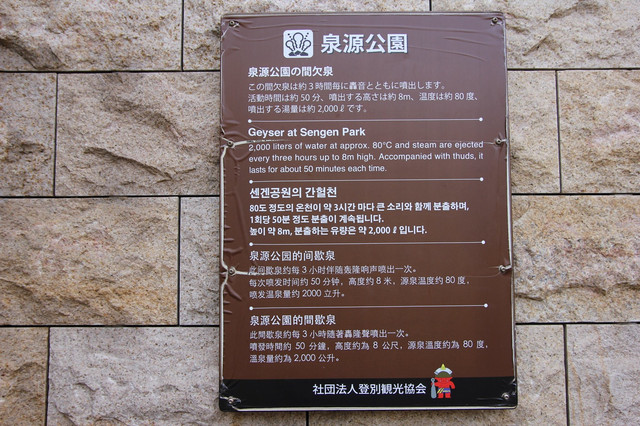 泉源公園
泉源公園の間欠泉
この間欠泉は約3時間毎に轟音とともに噴出します。
活動時間は約50分、噴出する高さは約8m、温度は約80度、
噴出する湯量は約2,000ℓです。
Geyser at Sengen Park
2,000 liters of water at approx. 80°C and steam are ejected
every three hours up to 8m high. Accompanied with thuds, it
lasts for about 50 minutes each time.
센겐공원의 간헐천
80도 정도의 온천이 약 3시간 마다 큰 소리와 함께 분출하며,
1회당 50분 정도 분출이 계속됩니다.
높이 약 8m, 분출하는 유량은 약 2,000 ℓ 입니다.
泉源公园的间歇泉
此间歇泉约每3小时伴随轰隆响声喷出一次。
每次喷发时间约50分钟，高度约8米，源泉温度约80度，
喷发温泉量约2000立升。
泉源公園的間歇泉
此間歇泉約每3小時隨著轟隆聲噴出一次。
噴發時間約50分鐘，高度約為8公尺，源泉溫度約為80度，
溫泉量約為2,000公升。
社団法人登別観光協会